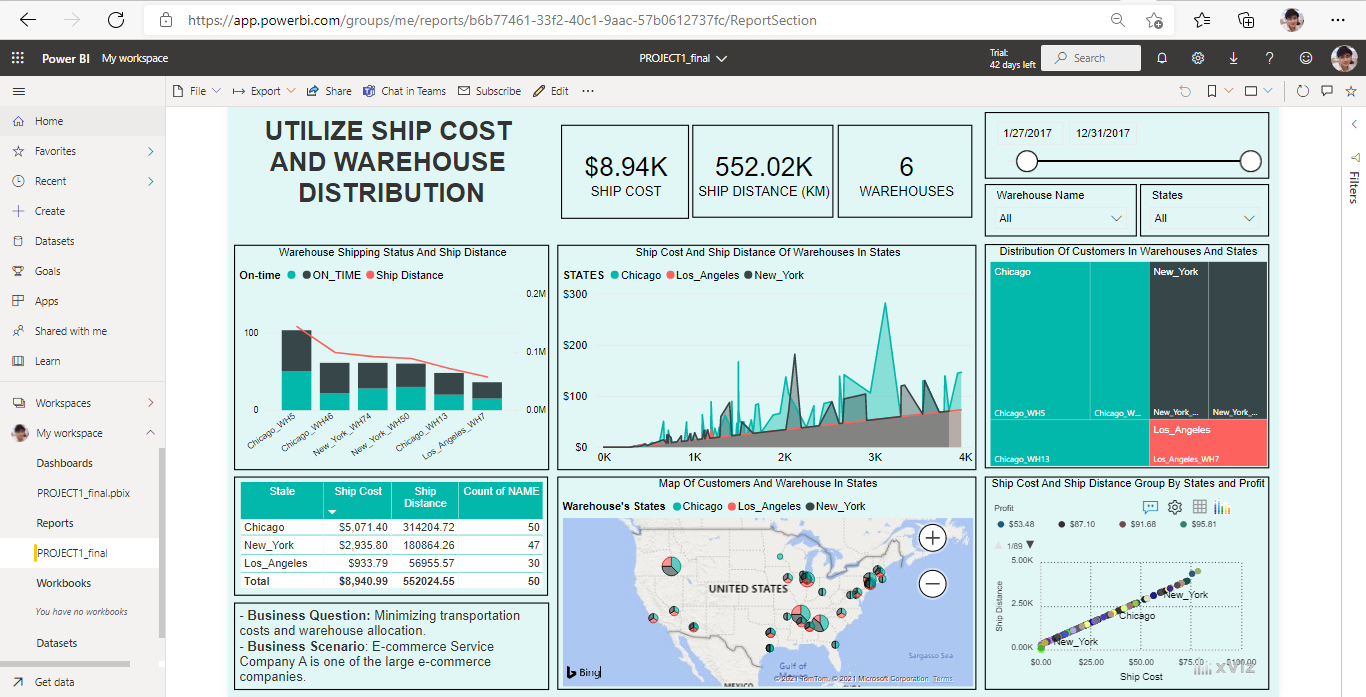 https://app.powerbi.com/groups/me/reports/b6b77461-33f2-40c1-9aac-57b0612737fc/ReportSection
Power BI My workspace
PROJECT1_final
Trial:
42 days left
Search
File
Export
Share
Chat in Teams
Subscribe
Edit
Home
Favorites
Recent
Create
Datasets
Goals
Apps
Shared with me
Learn
Workspaces
My workspace
Dashboards
PROJECT1_final.pbix
Reports
PROJECT1_final
Workbooks
You have no workbooks
Datasets
Get data
UTILIZE SHIP COST
AND WAREHOUSE
DISTRIBUTION
$8.94K
SHIP COST
552.02K
SHIP DISTANCE (KM)
6
WAREHOUSES
1/27/2017 12/31/2017
Warehouse Name
All
States
All
Filters
Warehouse Shipping Status And Ship Distance
On-time ON_TIME Ship Distance
0.2M
100
0.1M
0
0.0M
Chicago_WH5
Chicago_WH46
New_York_WH74
New_York_WH50
Chicago_WH13
Los_Angeles_WH7
Ship Cost And Ship Distance Of Warehouses In States
STATES Chicago Los_Angeles New_York
$300
$200
$100
$0
0K 1K 2K 3K 4K
Distribution Of Customers In Warehouses And States
Chicago
New_York
Chicago_WH5
Chicago_W...
New_York_...
New_York_...
Los_Angeles
Chicago_WH13
Los_Angeles_WH7
State Ship Cost Ship Distance Count of NAME
Chicago $5,071.40 314204.72 50
New_York $2,935.80 180864.26 47
Los_Angeles $933.79 56955.57 30
Total $8,940.99 552024.55 50
- Business Question: Minimizing transportation
costs and warehouse allocation.
- Business Scenario: E-commerce Service
Company A is one of the large e-commerce
companies.
Map Of Customers And Warehouse In States
Warehouse's States Chicago Los_Angeles New_York
UNITED STATES
Gulf of
Sargasso Sea
MEXICO
CUBA
Bing
© 2021 TomTom, © 2021 Microsoft Corporation Terms
Ship Cost And Ship Distance Group By States and Profit
Profit
$53.48 $87.10 $91.68 $95.81
1/89
5.00K
2.50K
0.00K
Ship Distance
New_York
Chicago
New_York
$0.00 $25.00 $50.00 $75.00 $100.00
Ship Cost
xViz